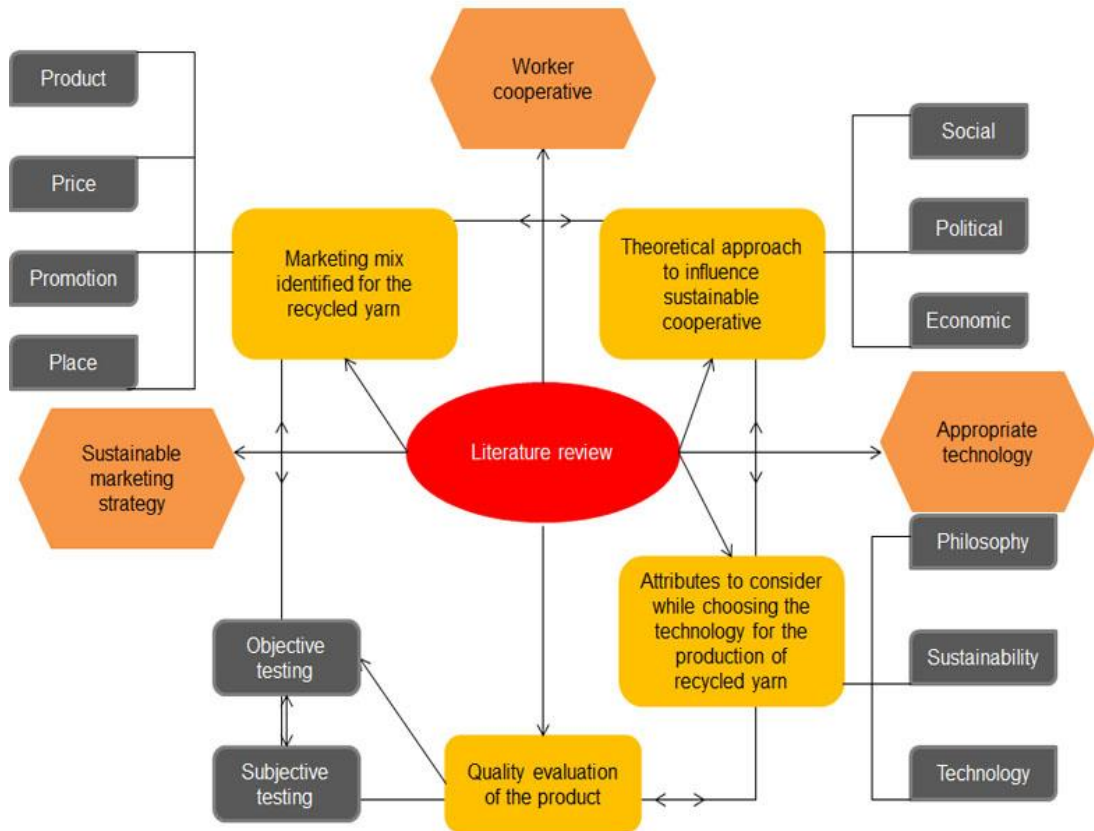 Product
Price
Promotion
Place
Worker
cooperative
Social
Political
Economic
Marketing mix
identified for the
recycled yarn
Theoretical approach
to influence
sustainable
cooperative
Sustainable
marketing
strategy
Literature review
Appropriate
technology
Philosophy
Sustainability
Technology
Attributes to consider
while choosing the
technology for the
production of
recycled yarn
Objective
testing
Subjective
testing
Quality evaluation
of the product